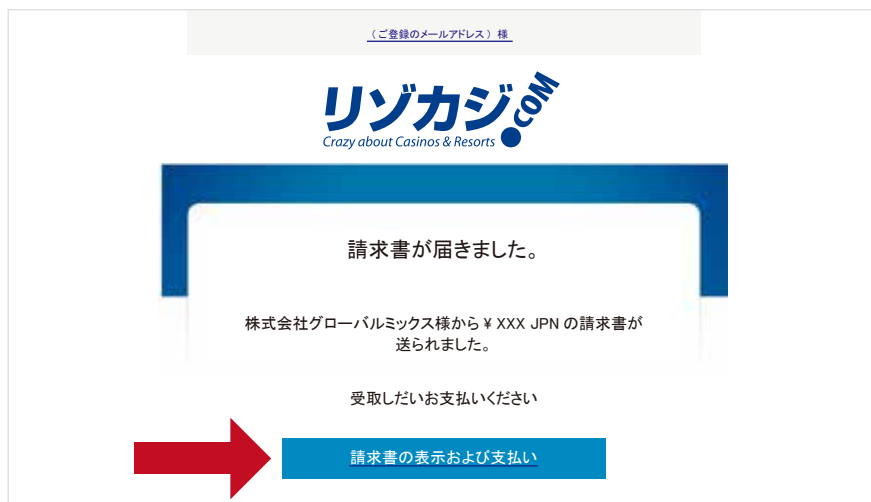 （ご登録のメールアドレス）様
リゾカジ.COM
Crazy about Casinos & Resorts
請求書が届きました。
株式会社グローバルミックス様から ¥ XXX JPN の請求書が
送られました。
受取しだいお支払いください
請求書の表示および支払い